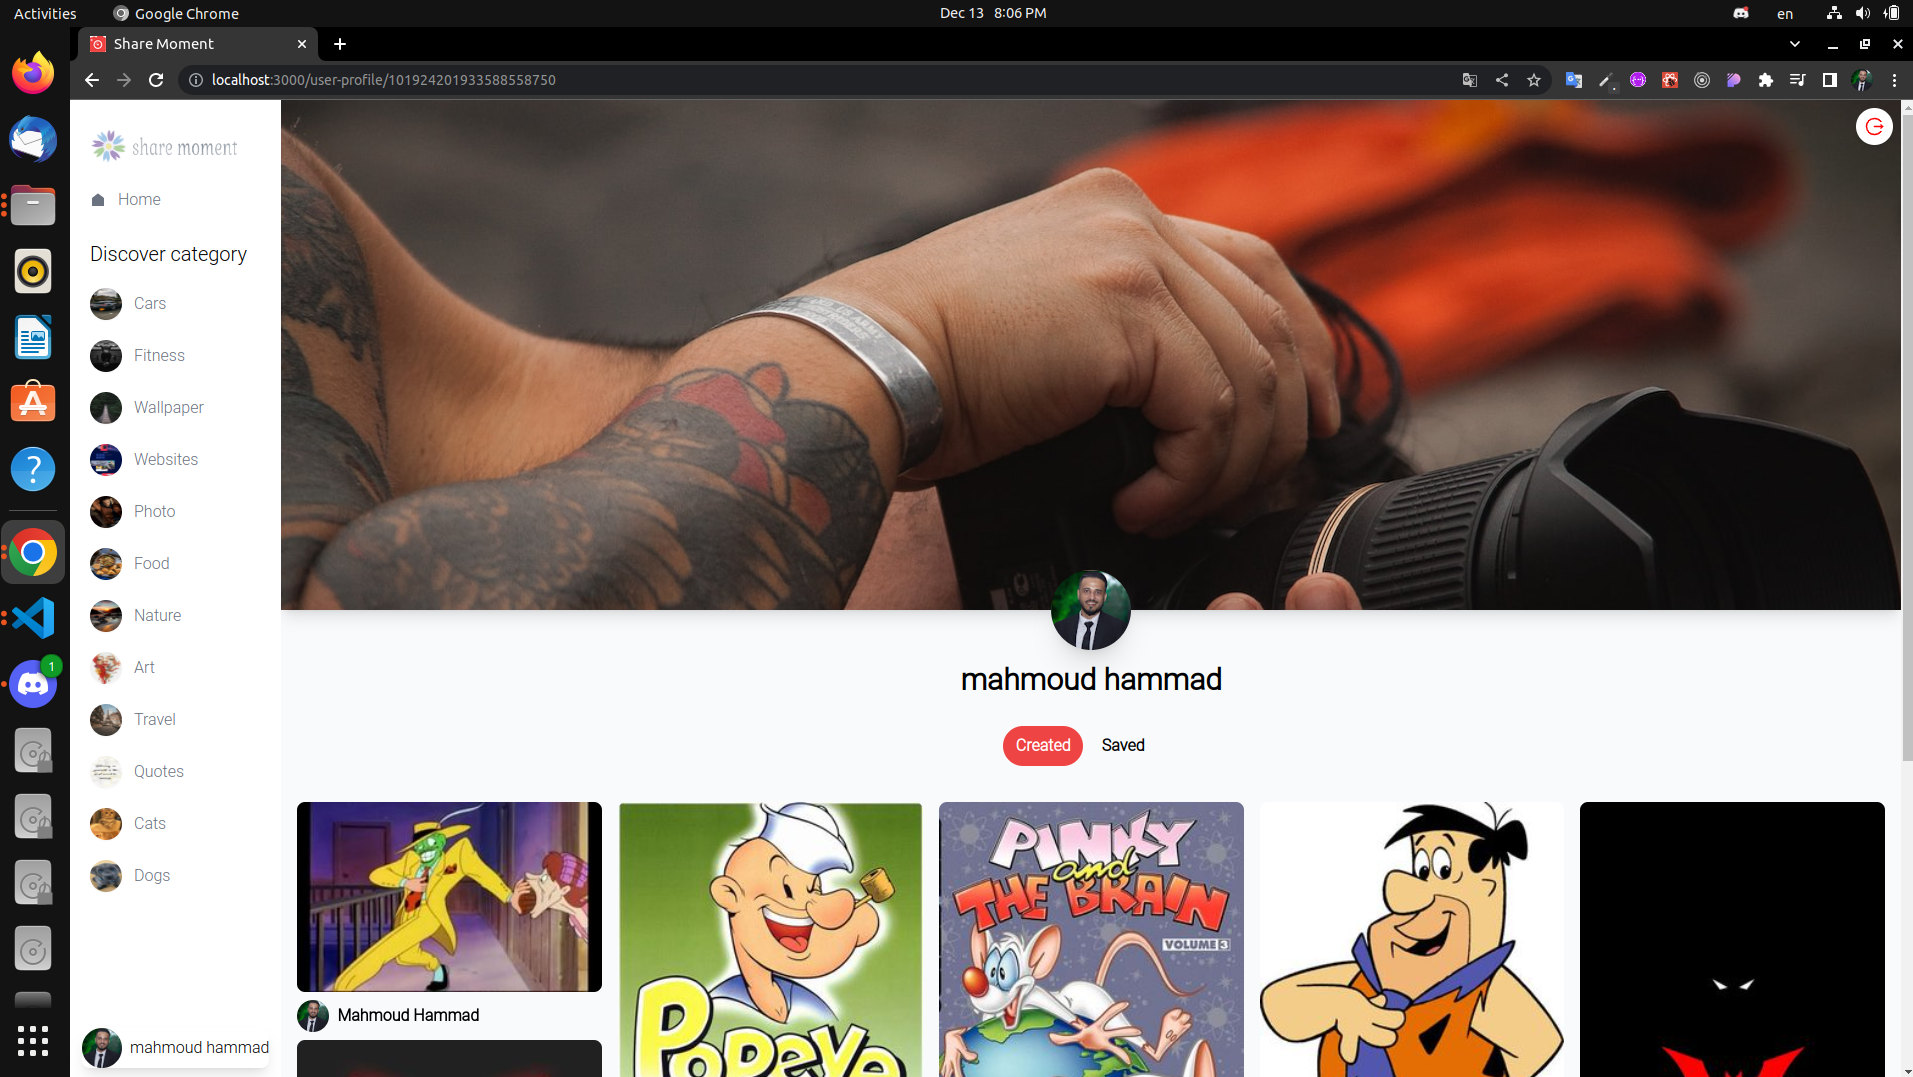 Activities
Google Chrome
Dec 13 8:06 PM
en
Share Moment
localhost:3000/user-profile/101924201933588558750
share moment
Home
Discover category
Cars
Fitness
Wallpaper
Websites
Photo
Food
Nature
Art
Travel
Quotes
Cats
Dogs
mahmoud hammad
1
mahmoud hammad
Created
Saved
Mahmoud Hammad
POPEYE
PINKY
and
THE BRAIN
VOLUME 3